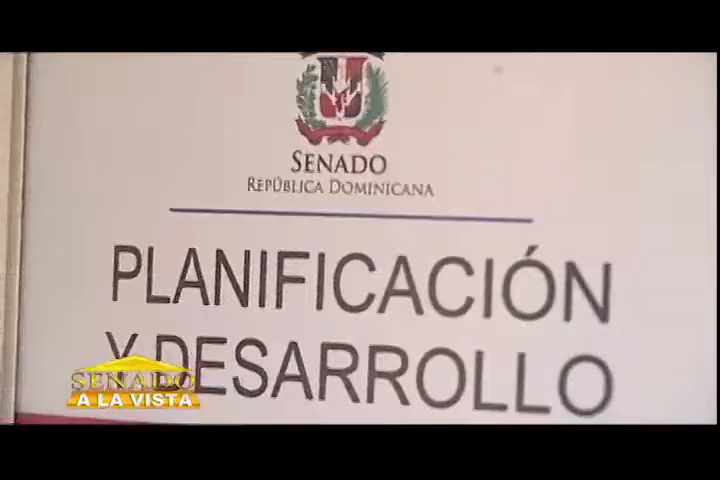 SENADO
REPÚBLICA DOMINICANA
PLANIFICACIÓN
Y DESARROLLO
SENADO
A LA VISTA